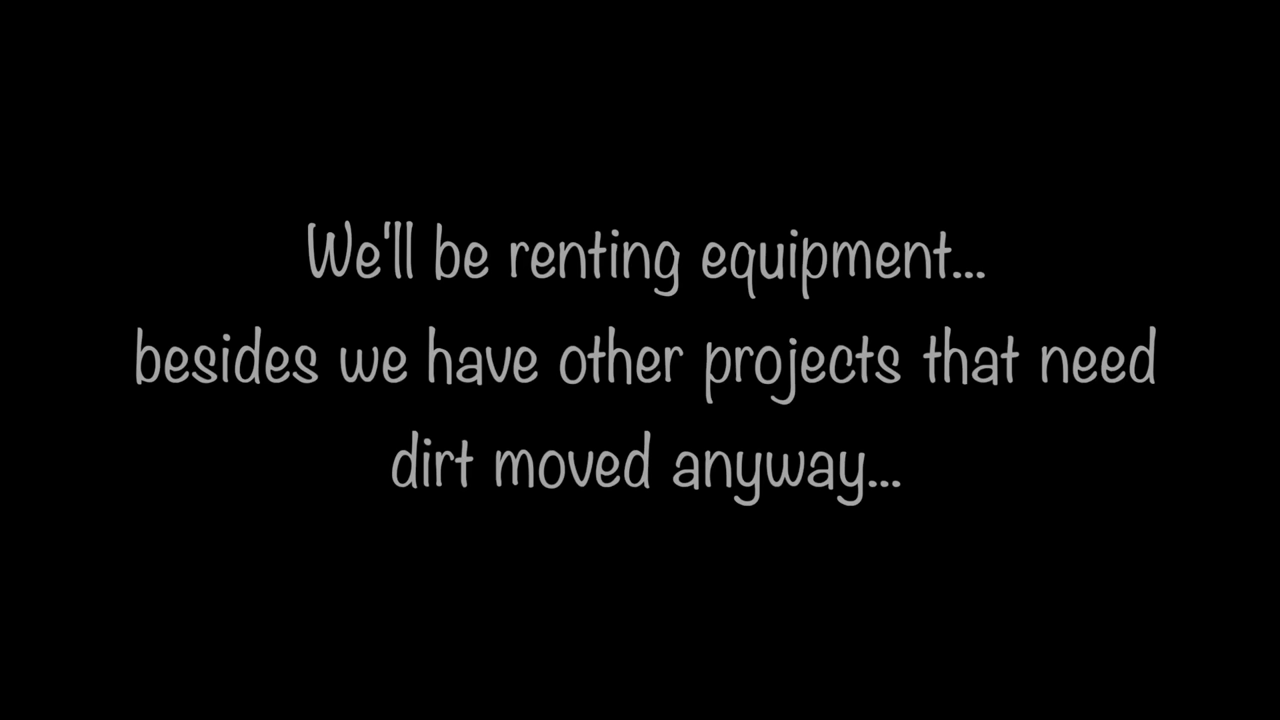 We'll be renting equipment...
besides we have other projects that need
dirt moved anyway...